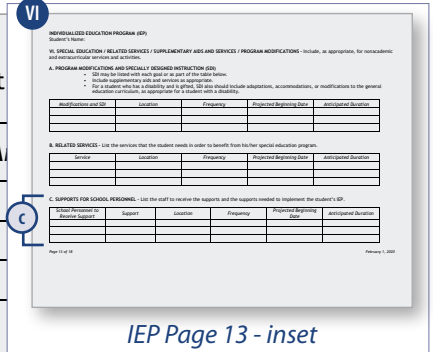 VI
INDIVIDUALIZED EDUCATION PROGRAM (IEP)
Student's Name:
VI. SPECIAL EDUCATION / RELATED SERVICES / SUPPLEMENTARY AIDS AND SERVICES / PROGRAM MODIFICATIONS - Include, as appropriate, for nonacademic
and extracurricular services and activities.
A. PROGRAM MODIFICATIONS AND SPECIALLY DESIGNED INSTRUCTION (SDI)
• SDI may be listed with each goal or as part of the table below.
• Include supplementary aids and services as appropriate.
• For a student who has a disability and is gifted, SDI also should include adaptations, accommodations, or modifications to the general
education curriculum, as appropriate for a student with a disability.
Modifications and SDI Location Frequency Projected Beginning Date Anticipated Duration
B. RELATED SERVICES - List the services that the student needs in order to benefit from his/her special education program.
Service Location Frequency Projected Beginning Date Anticipated Duration
C
C. SUPPORTS FOR SCHOOL PERSONNEL - List the staff to receive the supports and the supports needed to implement the student's IEP.
School Personnel to Receive Support Support Location Frequency Projected Beginning Date Anticipated Duration
Page 13 of 18 February 1, 2020
IEP Page 13 - inset